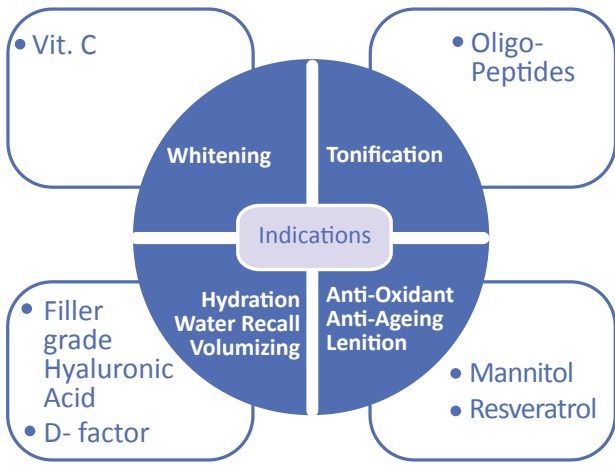 • Vit. C
• Oligo-
Peptides
Whitening
Tonification
Indications
Hydration
Water Recall
Volumizing
Anti-Oxidant
Anti-Ageing
Lenition
• Filler
grade
Hyaluronic
Acid
• D- factor
• Mannitol
• Resveratrol